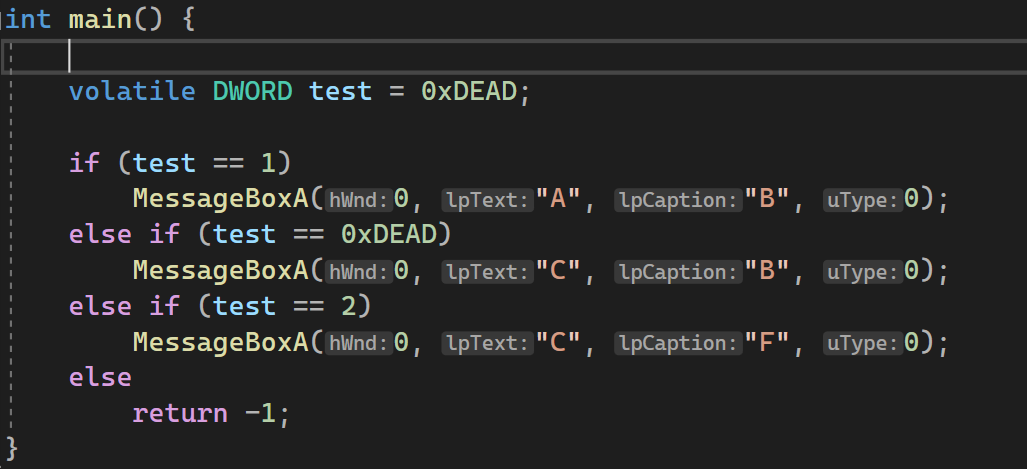 int main() {
volatile DWORD test = 0xDEAD;
if (test == 1)
MessageBoxA(hWnd:0, lpText:"A", lpCaption:"B", uType:0);
else if (test == 0xDEAD)
MessageBoxA(hWnd:0, lpText:"C", lpCaption:"B", uType:0);
else if (test == 2)
MessageBoxA(hWnd:0, lpText:"C", lpCaption:"F", uType:0);
else
return -1;
}